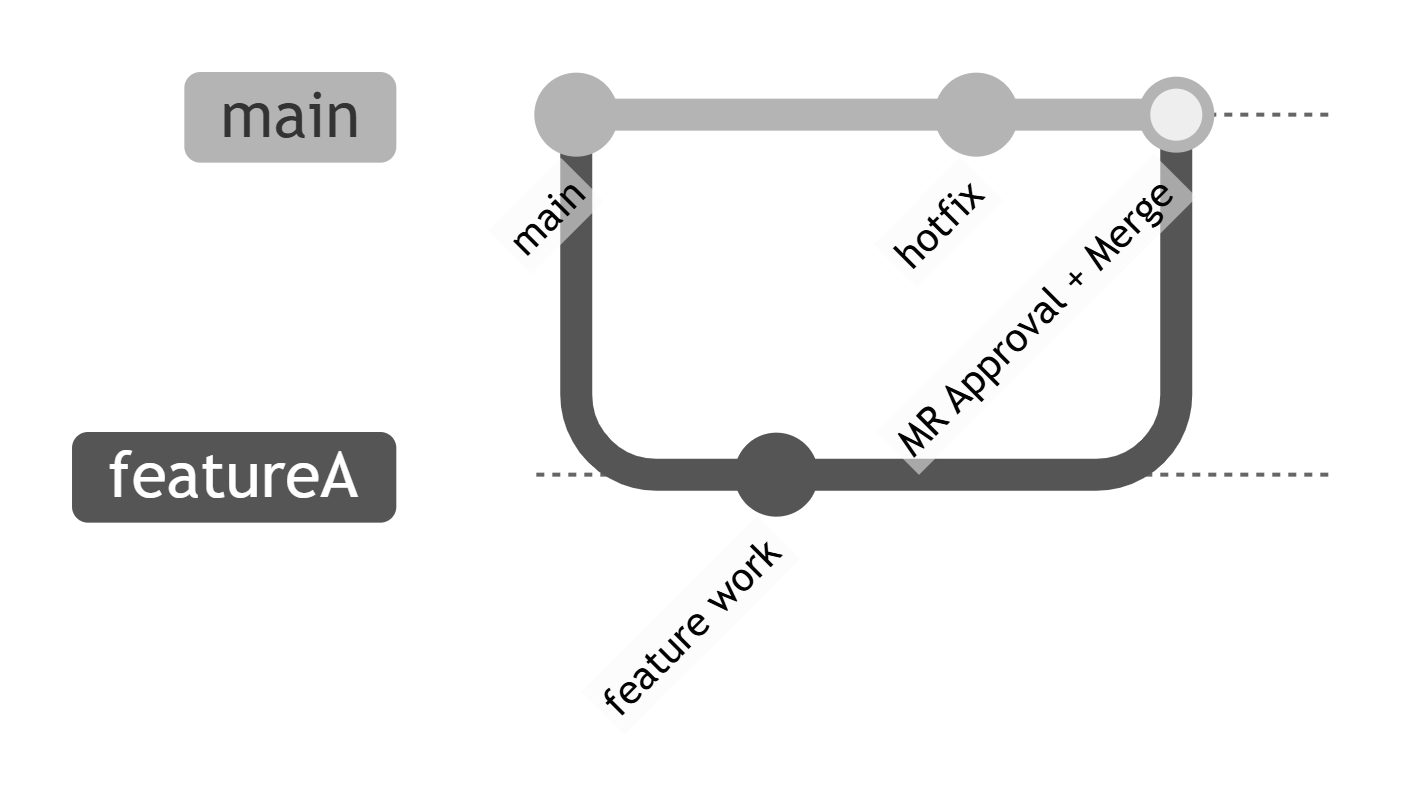 main
main
hotfix
MR Approval + Merge
featureA
feature work